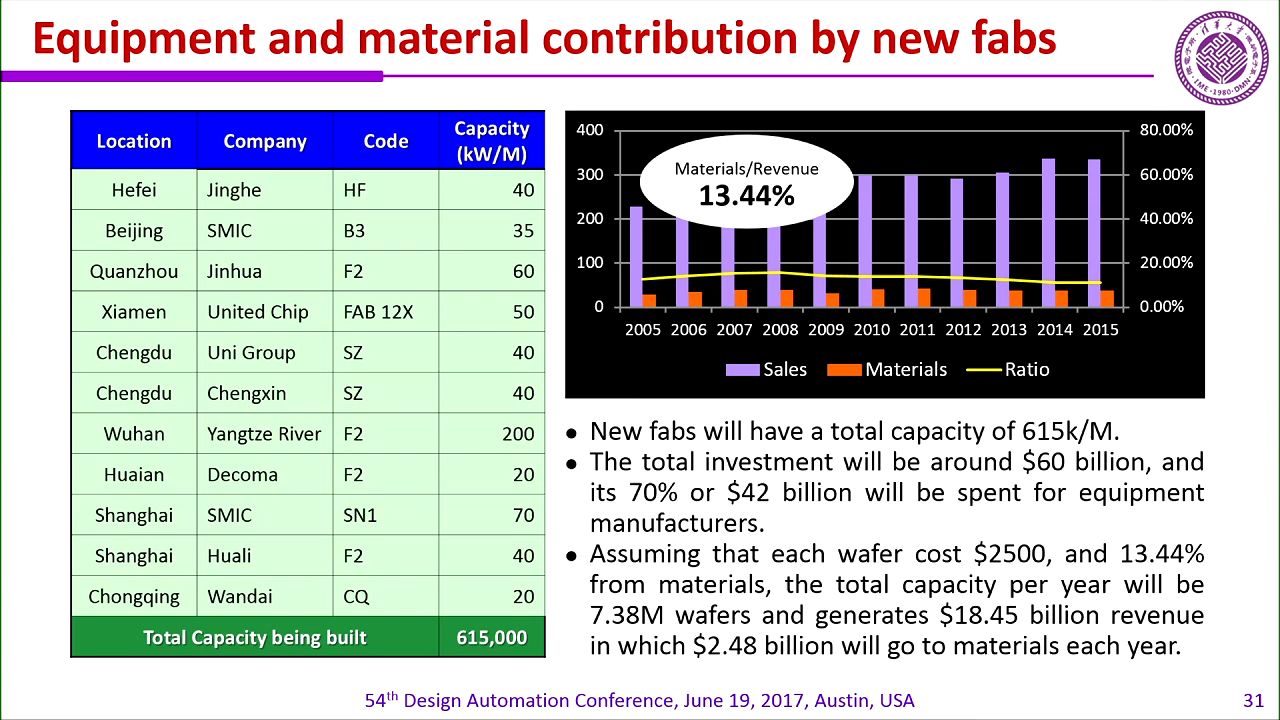 Equipment and material contribution by new fabs
Location Company Code Capacity (kW/M)
Hefei Jinghe HF 40
Beijing SMIC B3 35
Quanzhou Jinhua F2 60
Xiamen United Chip FAB 12X 50
Chengdu Uni Group SZ 40
Chengdu Chengxin SZ 40
Wuhan Yangtze River F2 200
Huaian Decoma F2 20
Shanghai SMIC SN1 70
Shanghai Huali F2 40
Chongqing Wandai CQ 20
Total Capacity being built 615,000
400 80.00%
300 60.00%
200 40.00%
100 20.00%
0 0.00%
Materials/Revenue
13.44%
2005 2006 2007 2008 2009 2010 2011 2012 2013 2014 2015
Sales Materials Ratio
● New fabs will have a total capacity of 615k/M.
● The total investment will be around $60 billion, and
its 70% or $42 billion will be spent for equipment
manufacturers.
● Assuming that each wafer cost $2500, and 13.44%
from materials, the total capacity per year will be
7.38M wafers and generates $18.45 billion revenue
in which $2.48 billion will go to materials each year.
54th Design Automation Conference, June 19, 2017, Austin, USA
31
IME·1980·DMN